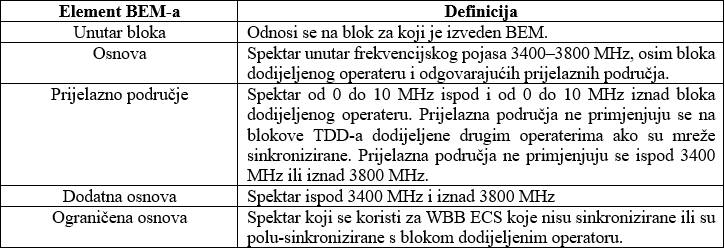 Element BEM-a Definicija
Unutar bloka Odnosi se na blok za koji je izveden BEM.
Osnova Spektar unutar frekvencijskog pojasa 3400–3800 MHz, osim bloka
dodijeljenog operateru i odgovarajućih prijelaznih područja.
Prijelazno područje Spektar od 0 do 10 MHz ispod i od 0 do 10 MHz iznad bloka
dodijeljenog operateru. Prijelazna područja ne primjenjuju se na
blokove TDD-a dodijeljene drugim operaterima ako su mreže
sinkronizirane. Prijelazna područja ne primjenjuju se ispod 3400
MHz ili iznad 3800 MHz.
Dodatna osnova Spektar ispod 3400 MHz i iznad 3800 MHz
Ograničena osnova Spektar koji se koristi za WBB ECS koje nisu sinkronizirane ili su
polu-sinkronizirane s blokom dodijeljenim operatoru.